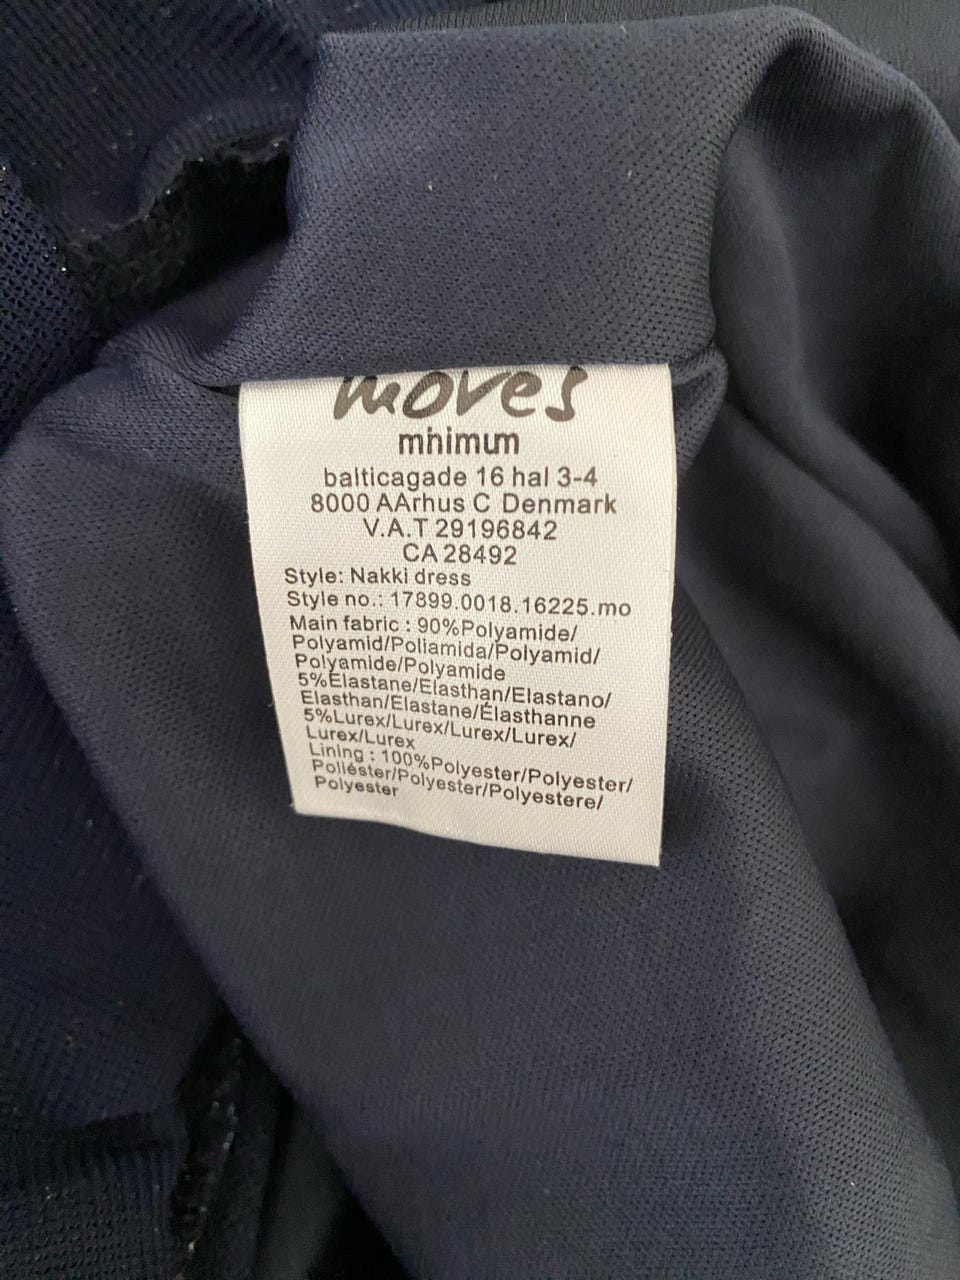 moves
minimum
balticagade 16 hal 3-4
8000 AArhus C Denmark
V.A.T 29196842
CA 28492
Style: Nakki dress
Style no.: 17899.0018.16225.mo
Main fabric : 90%Polyamide/
Polyamid/Poliamida/Polyamid/
Polyamide/Polyamide
5%Elastane/Elasthan/Elastano/
Elasthan/Elastane/Élasthanne
5%Lurex/Lurex/Lurex/Lurex/
Lurex/Lurex
Lining : 100%Polyester/Polyester/
Poliéster/Polyester/Polyestere/
Polyester